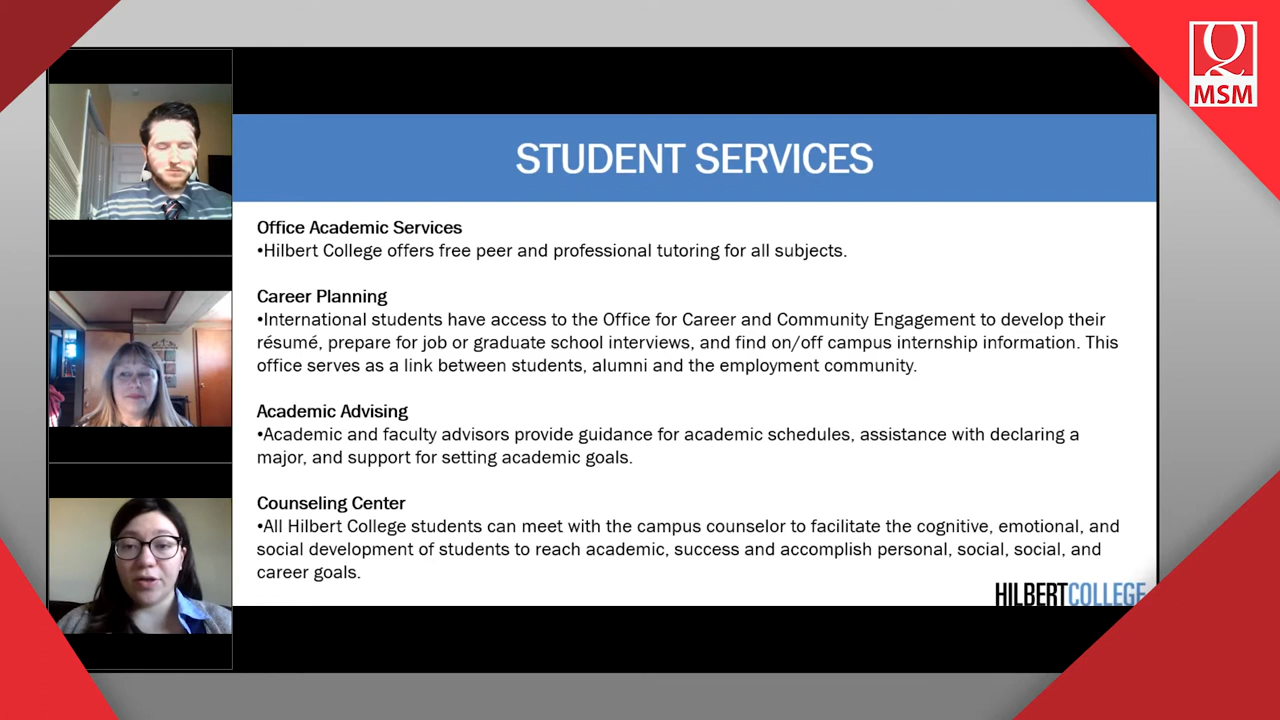 MSM
STUDENT SERVICES
Office Academic Services
•Hilbert College offers free peer and professional tutoring for all subjects.
Career Planning
•International students have access to the Office for Career and Community Engagement to develop their
résumé, prepare for job or graduate school interviews, and find on/off campus internship information. This
office serves as a link between students, alumni and the employment community.
Academic Advising
•Academic and faculty advisors provide guidance for academic schedules, assistance with declaring a
major, and support for setting academic goals.
Counseling Center
•All Hilbert College students can meet with the campus counselor to facilitate the cognitive, emotional, and
social development of students to reach academic, success and accomplish personal, social, social, and
career goals.
HILBERTCOLLEGE